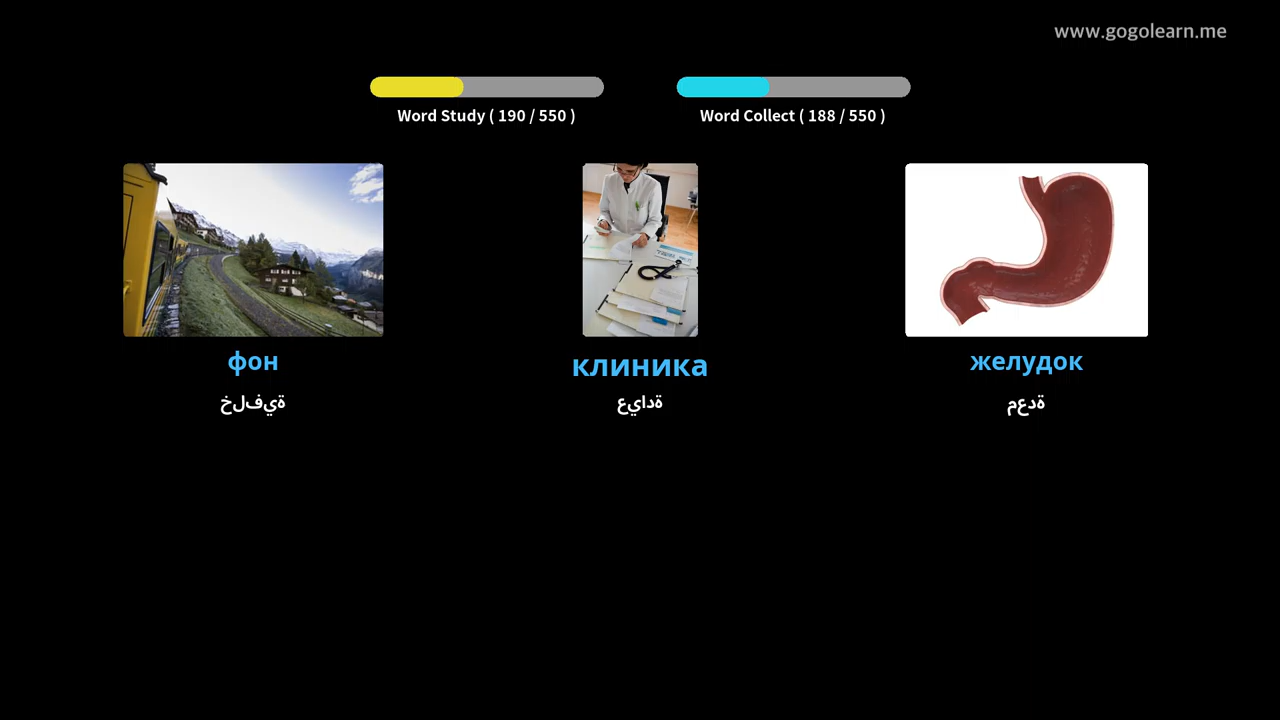 www.gogolearn.me
Word Study ( 190 / 550 )
Word Collect ( 188 / 550 )
фон
клиника
желудок
خلفية
عيادة
معدة